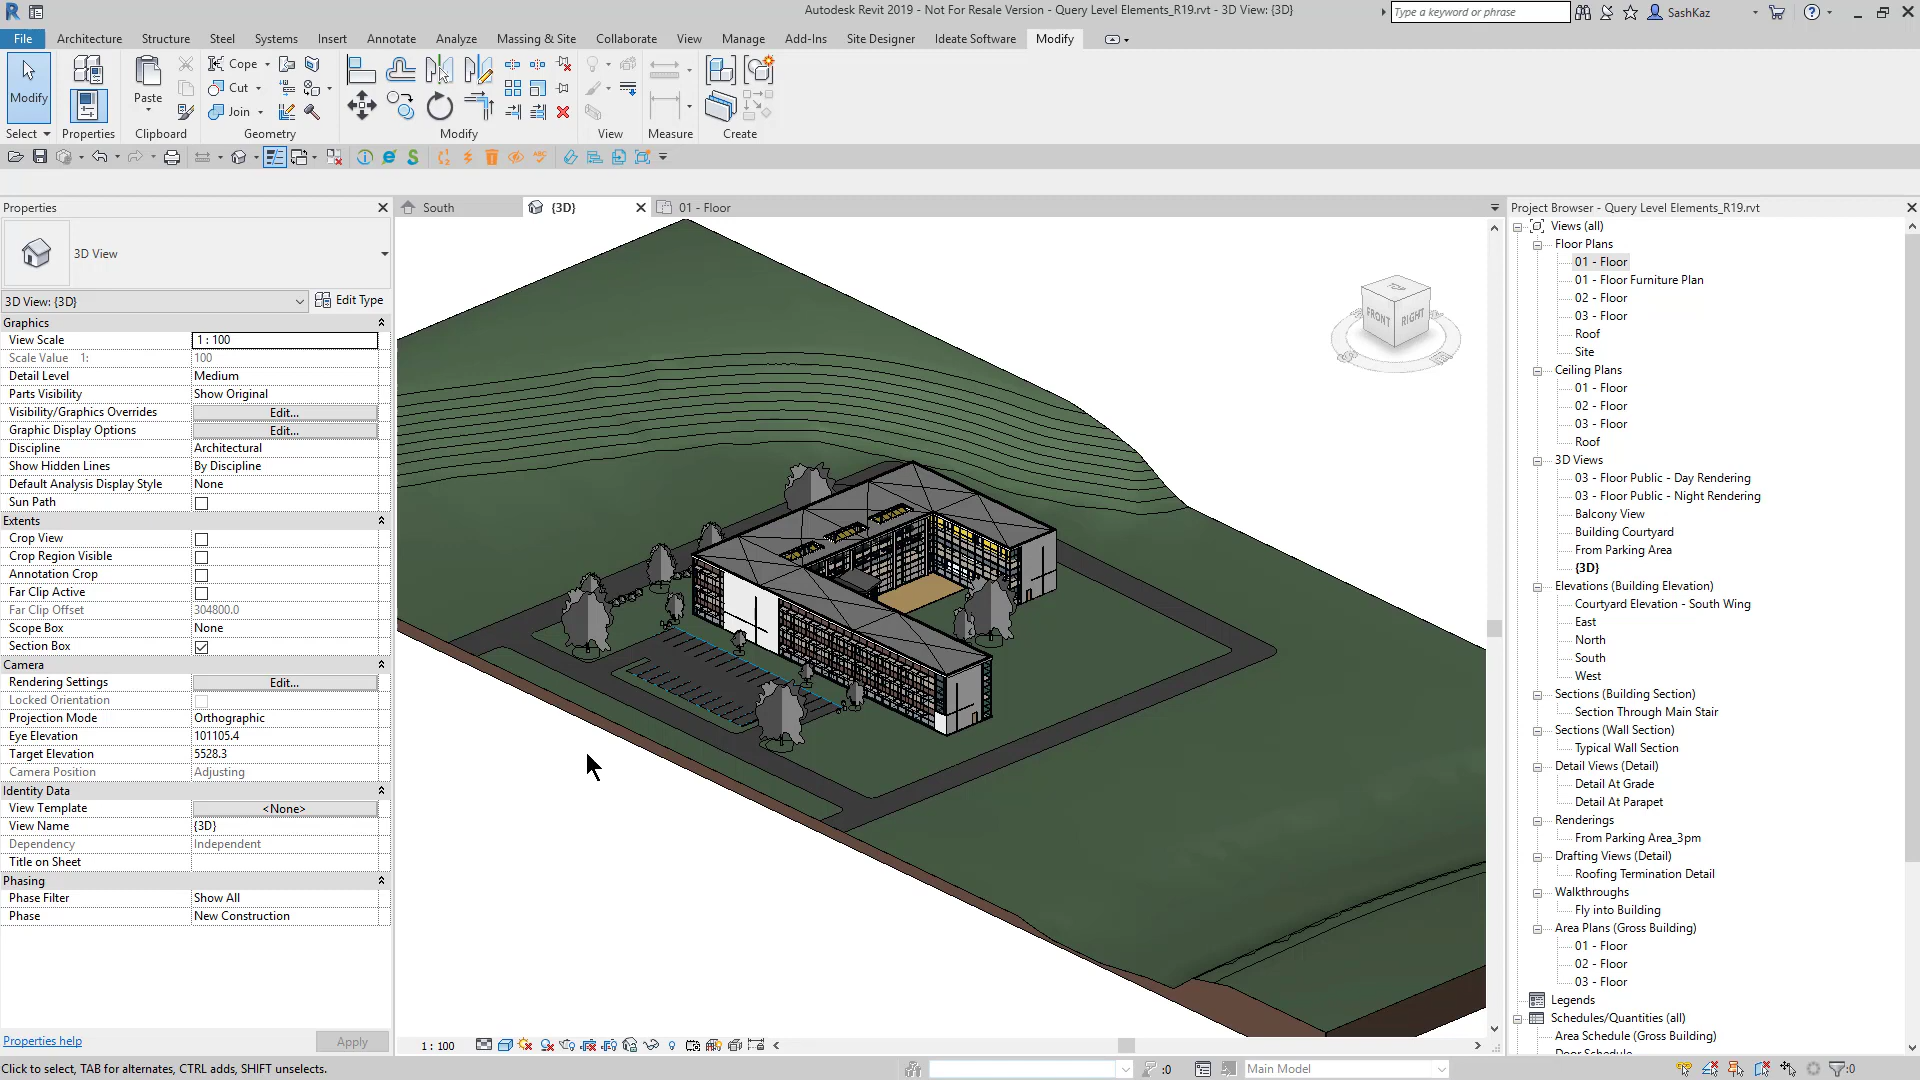 Autodesk Revit 2019 - Not For Resale Version - Query Level Elements_R19.rvt - 3D View: {3D}
Type a keyword or phrase
SashKaz
File Architecture Structure Steel Systems Insert Annotate Analyze Massing & Site Collaborate View Manage Add-Ins Site Designer Ideate Software Modify
Modify
Paste
Cope
Cut
Join
Select Properties Clipboard Geometry Modify View Measure Create
Properties
3D View
3D View: {3D}
Edit Type
Graphics
View Scale 1 : 100
Scale Value 1: 100
Detail Level Medium
Parts Visibility Show Original
Visibility/Graphics Overrides Edit...
Graphic Display Options Edit...
Discipline Architectural
Show Hidden Lines By Discipline
Default Analysis Display Style None
Sun Path
Extents
Crop View
Crop Region Visible
Annotation Crop
Far Clip Active
Far Clip Offset 304800.0
Scope Box None
Section Box
Camera
Rendering Settings Edit...
Locked Orientation
Projection Mode Orthographic
Eye Elevation 101105.4
Target Elevation 5528.3
Camera Position Adjusting
Identity Data
View Template <None>
View Name {3D}
Dependency Independent
Title on Sheet
Phasing
Phase Filter Show All
Phase New Construction
Properties help
Apply
South
{3D}
01 - Floor
TOP
FRONT
RIGHT
1 : 100
Project Browser - Query Level Elements_R19.rvt
Views (all)
Floor Plans
01 - Floor
01 - Floor Furniture Plan
02 - Floor
03 - Floor
Roof
Site
Ceiling Plans
01 - Floor
02 - Floor
03 - Floor
Roof
3D Views
03 - Floor Public - Day Rendering
03 - Floor Public - Night Rendering
Balcony View
Building Courtyard
From Parking Area
{3D}
Elevations (Building Elevation)
Courtyard Elevation - South Wing
East
North
South
West
Sections (Building Section)
Section Through Main Stair
Sections (Wall Section)
Typical Wall Section
Detail Views (Detail)
Detail At Grade
Detail At Parapet
Renderings
From Parking Area_3pm
Drafting Views (Detail)
Roofing Termination Detail
Walkthroughs
Fly into Building
Area Plans (Gross Building)
01 - Floor
02 - Floor
03 - Floor
Legends
Schedules/Quantities (all)
Area Schedule (Gross Building)
Click to select, TAB for alternates, CTRL adds, SHIFT unselects.
:0
Main Model
:0